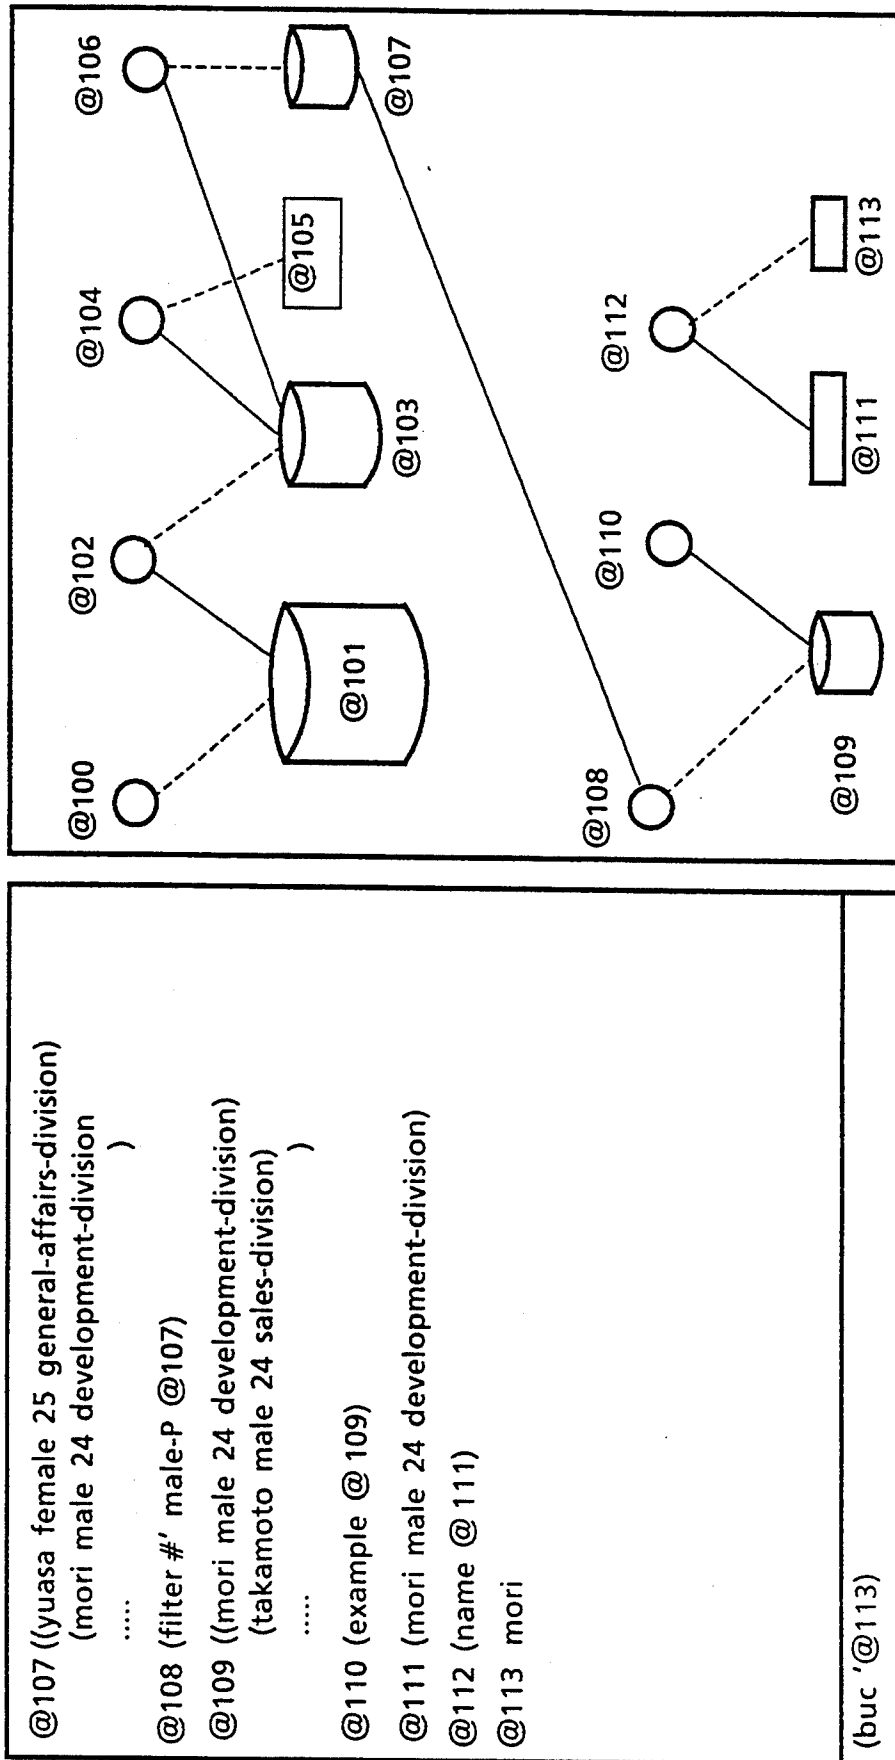 @107 ((yuasa female 25 general-affairs-division)
(mori male 24 development-division
..... )
@108 (filter #' male-P @107)
@109 ((mori male 24 development-division)
(takamoto male 24 sales-division)
..... )
@110 (example @109)
@111 (mori male 24 development-division)
@112 (name @111)
@113 mori
(buc '@113)
@100
@102
@104
@106
@101
@103
@105
@107
@108
@110
@112
@109
@111
@113